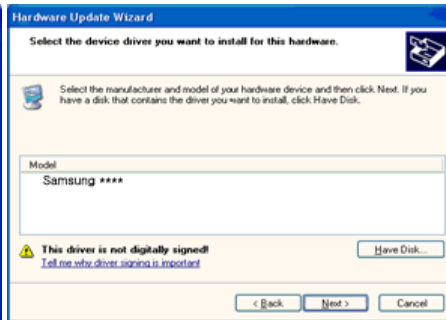 Hardware Update Wizard
Select the device driver you want to install for this hardware.
Select the manufacturer and model of your hardware device and then click Next. If you
have a disk that contains the driver you want to install, click Have Disk.
Model
Samsung ****
This driver is not digitally signed!
Have Disk...
Tell me why driver signing is important
< Back
Next >
Cancel